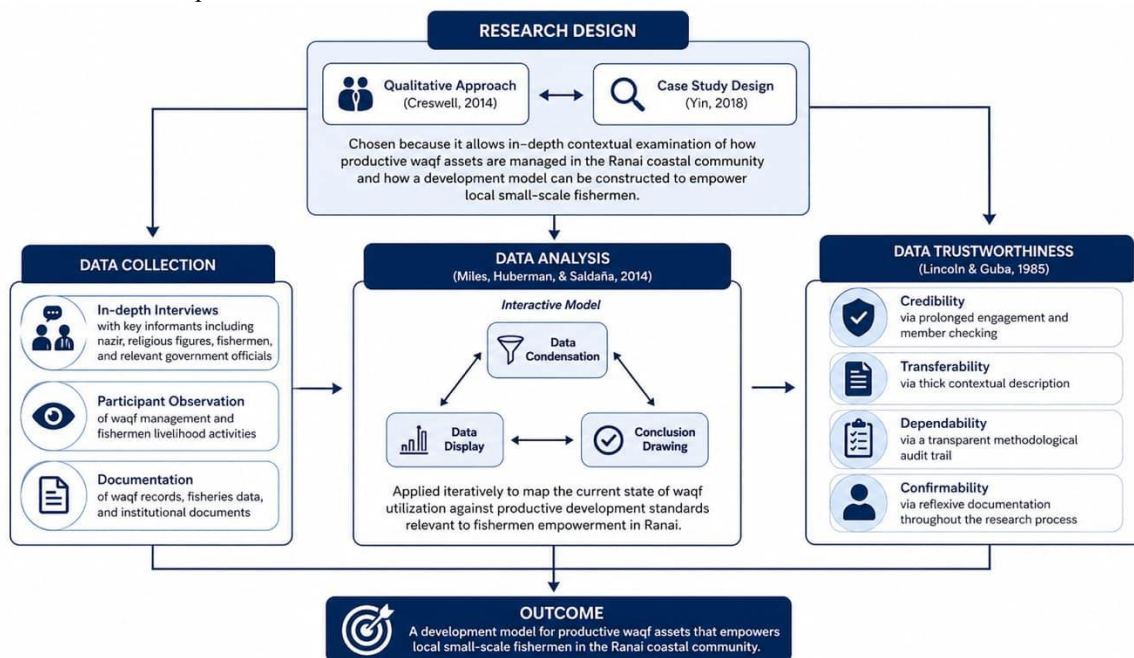 RESEARCH DESIGN
Qualitative Approach
(Creswell, 2014)
Case Study Design
(Yin, 2018)
Chosen because it allows in-depth contextual examination of how
productive waqf assets are managed in the Ranai coastal community
and how a development model can be constructed to empower
local small-scale fishermen.
DATA COLLECTION
In-depth Interviews
with key informants including
nazir, religious figures, fishermen,
and relevant government officials
Participant Observation
of waqf management and
fishermen livelihood activities
Documentation
of waqf records, fisheries data,
and institutional documents
DATA ANALYSIS
(Miles, Huberman, & Saldaña, 2014)
Interactive Model
Data
Condensation
Data
Display
Conclusion
Drawing
Applied iteratively to map the current state of waqf
utilization against productive development standards
relevant to fishermen empowerment in Ranai.
DATA TRUSTWORTHINESS
(Lincoln & Guba, 1985)
Credibility
via prolonged engagement and
member checking
Transferability
via thick contextual description
Dependability
via a transparent methodological
audit trail
Confirmability
via reflexive documentation
throughout the research process
OUTCOME
A development model for productive waqf assets that empowers
local small-scale fishermen in the Ranai coastal community.